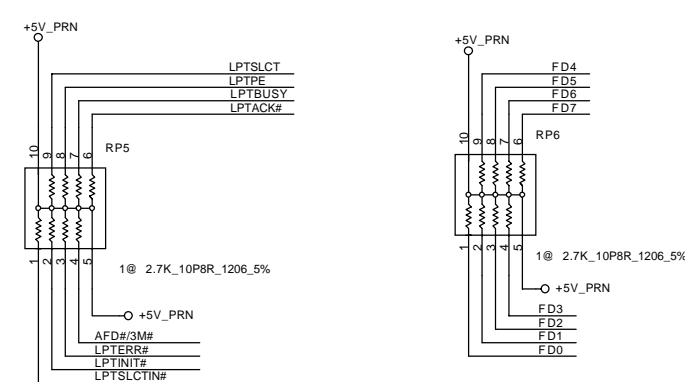 +5V_PRN
LPTSLCT
LPTPE
LPTBUSY
LPTACK#
10
9
8
7
6
RP5
1
2
3
4
5
1@ 2.7K_10P8R_1206_5%
+5V_PRN
AFD#/3M#
LPTERR#
LPTINIT#
LPTSLCTIN#
+5V_PRN
FD4
FD5
FD6
FD7
10
9
8
7
6
RP6
1
2
3
4
5
1@ 2.7K_10P8R_1206_5%
+5V_PRN
FD3
FD2
FD1
FD0